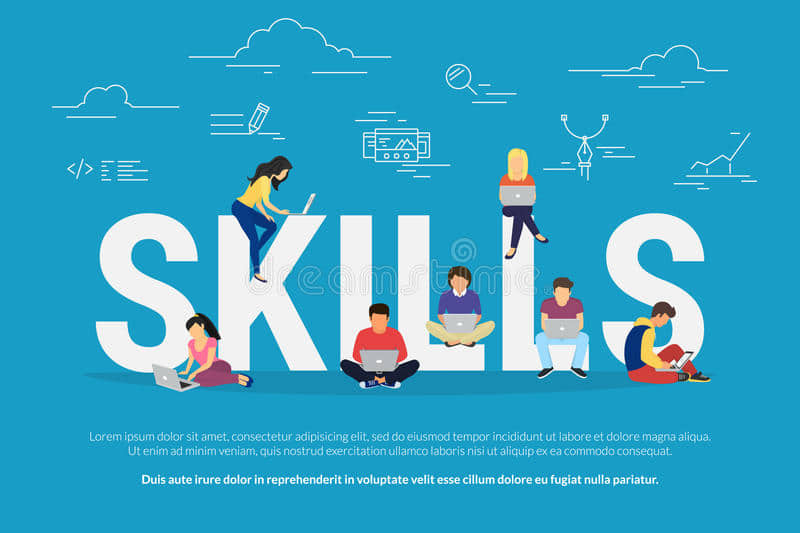 </>
SKILLS
dreamstime
Lorem ipsum dolor sit amet, consectetur adipiscing elit, sed do eiusmod tempor incididunt ut labore et dolore magna aliqua.
Ut enim ad minim veniam, quis nostrud exercitation ullamco laboris nisi ut aliquip ex ea commodo consequat.
Duis aute irure dolor in reprehenderit in voluptate velit esse cillum dolore eu fugiat nulla pariatur.